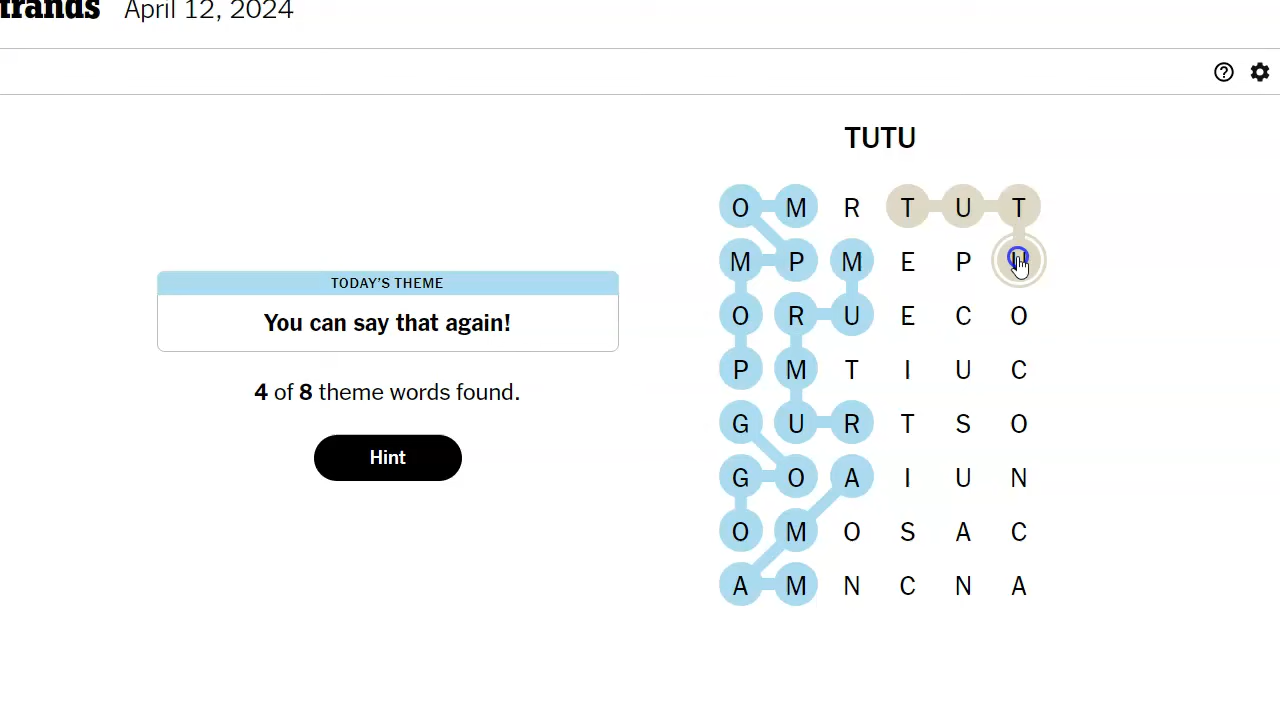 trands April 12, 2024
TUTU
TODAY'S THEME
You can say that again!
4 of 8 theme words found.
Hint
O M R T U T
M P M E P U
O R U E C O
P M T I U C
G U R T S O
G O A I U N
O M O S A C
A M N C N A